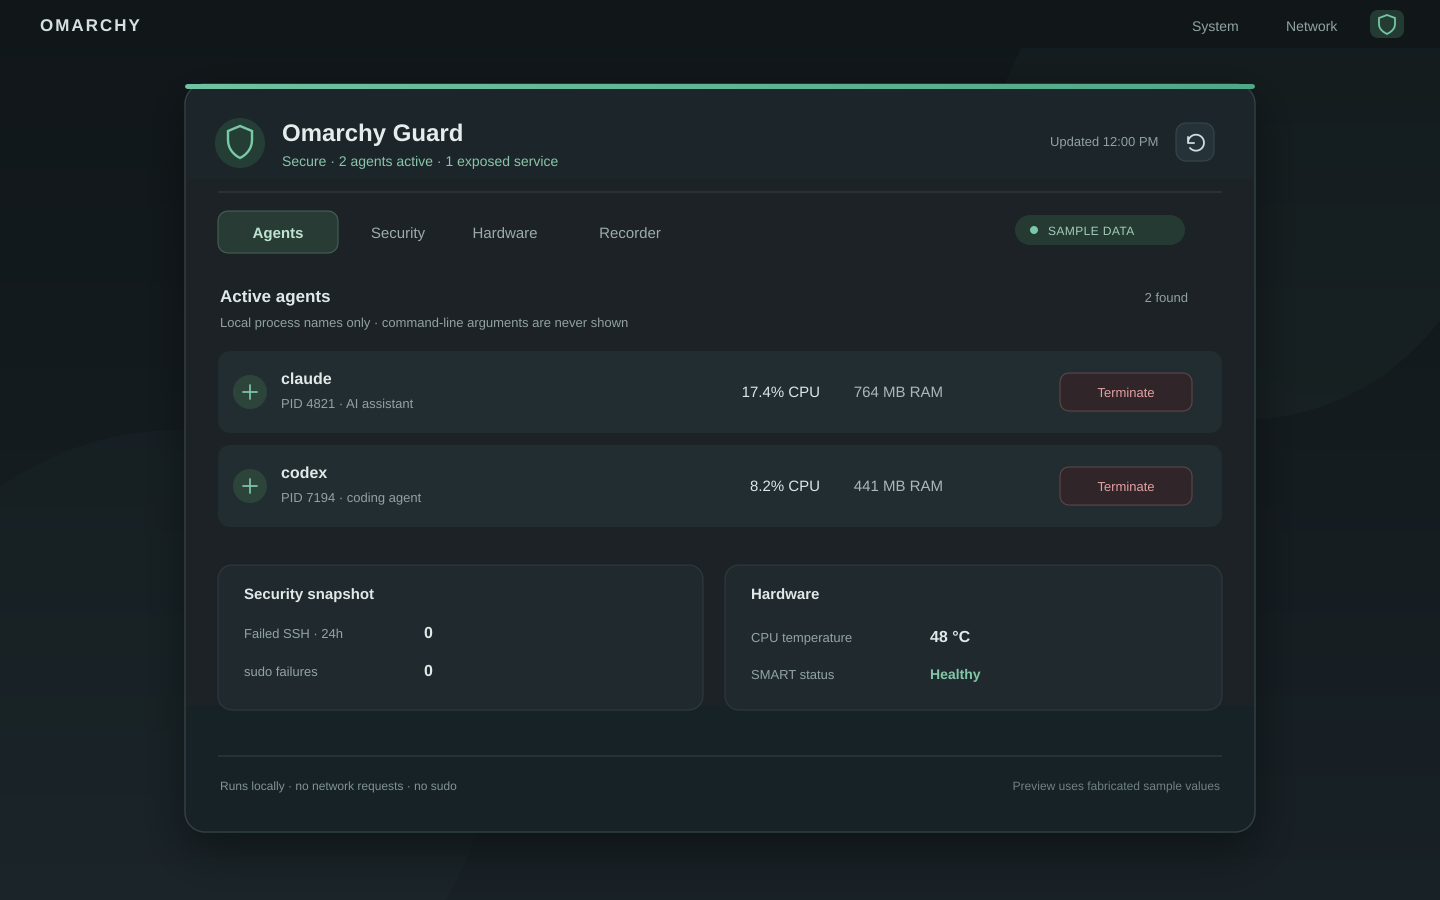 OMARCHY
System
Network
Omarchy Guard
Secure · 2 agents active · 1 exposed service
Updated 12:00 PM
Agents
Security
Hardware
Recorder
SAMPLE DATA
Active agents
2 found
Local process names only · command-line arguments are never shown
claude
PID 4821 · AI assistant
17.4% CPU
764 MB RAM
Terminate
codex
PID 7194 · coding agent
8.2% CPU
441 MB RAM
Terminate
Security snapshot
Failed SSH · 24h
0
sudo failures
0
Hardware
CPU temperature
48 °C
SMART status
Healthy
Runs locally · no network requests · no sudo
Preview uses fabricated sample values